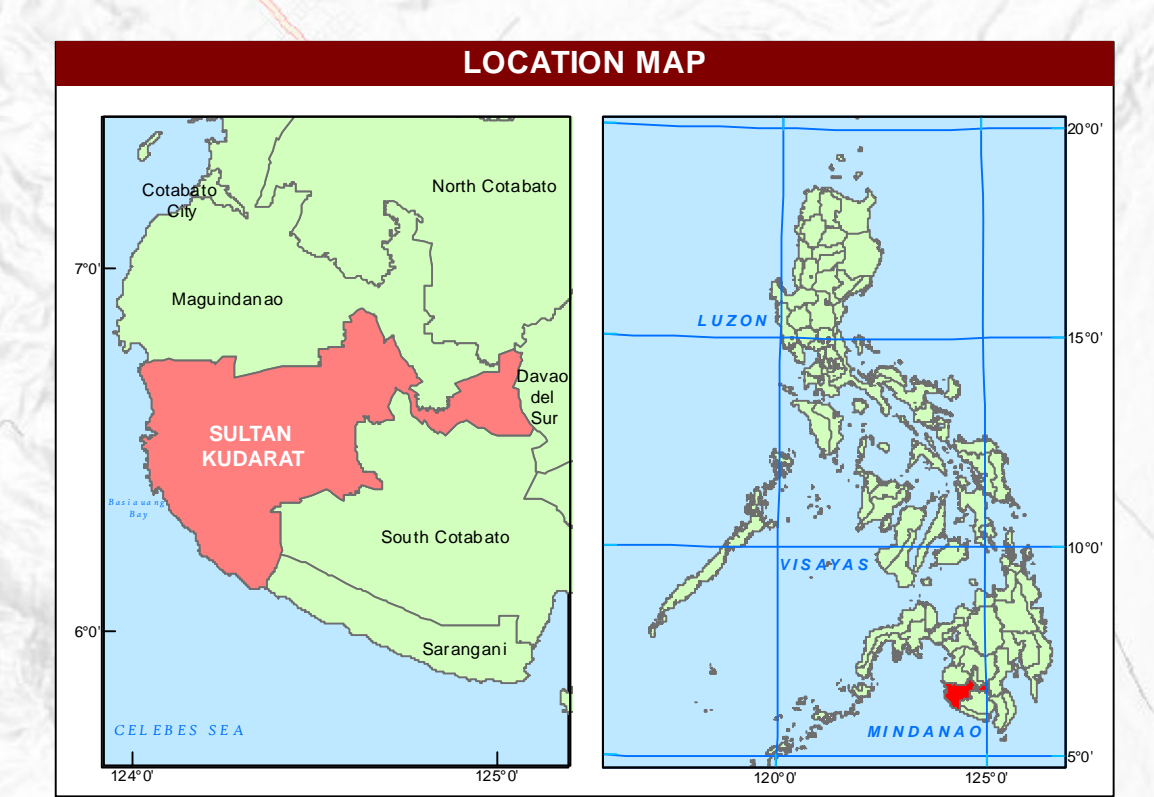 LOCATION MAP
Cotabato
City
North Cotabato
7°0'
Maguindanao
Davao
del
Sur
SULTAN
KUDARAT
Basiauang
Bay
South Cotabato
6°0'
Sarangani
CELEBES SEA
124°0'
125°0'
20°0'
LUZON
15°0'
10°0'
VISAYAS
MINDANAO
5°0'
120°0'
125°0'